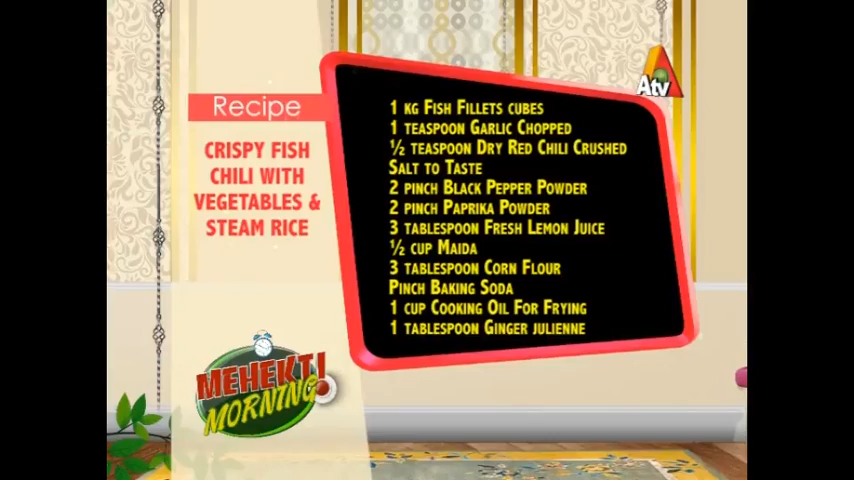 Recipe
CRISPY FISH
CHILI WITH
VEGETABLES &
STEAM RICE
1 KG FISH FILLETS CUBES
1 TEASPOON GARLIC CHOPPED
½ TEASPOON DRY RED CHILI CRUSHED
SALT TO TASTE
2 PINCH BLACK PEPPER POWDER
2 PINCH PAPRIKA POWDER
3 TABLESPOON FRESH LEMON JUICE
½ CUP MAIDA
3 TABLESPOON CORN FLOUR
PINCH BAKING SODA
1 CUP COOKING OIL FOR FRYING
1 TABLESPOON GINGER JULIENNE
Atv
MEHEKTI
MORNING